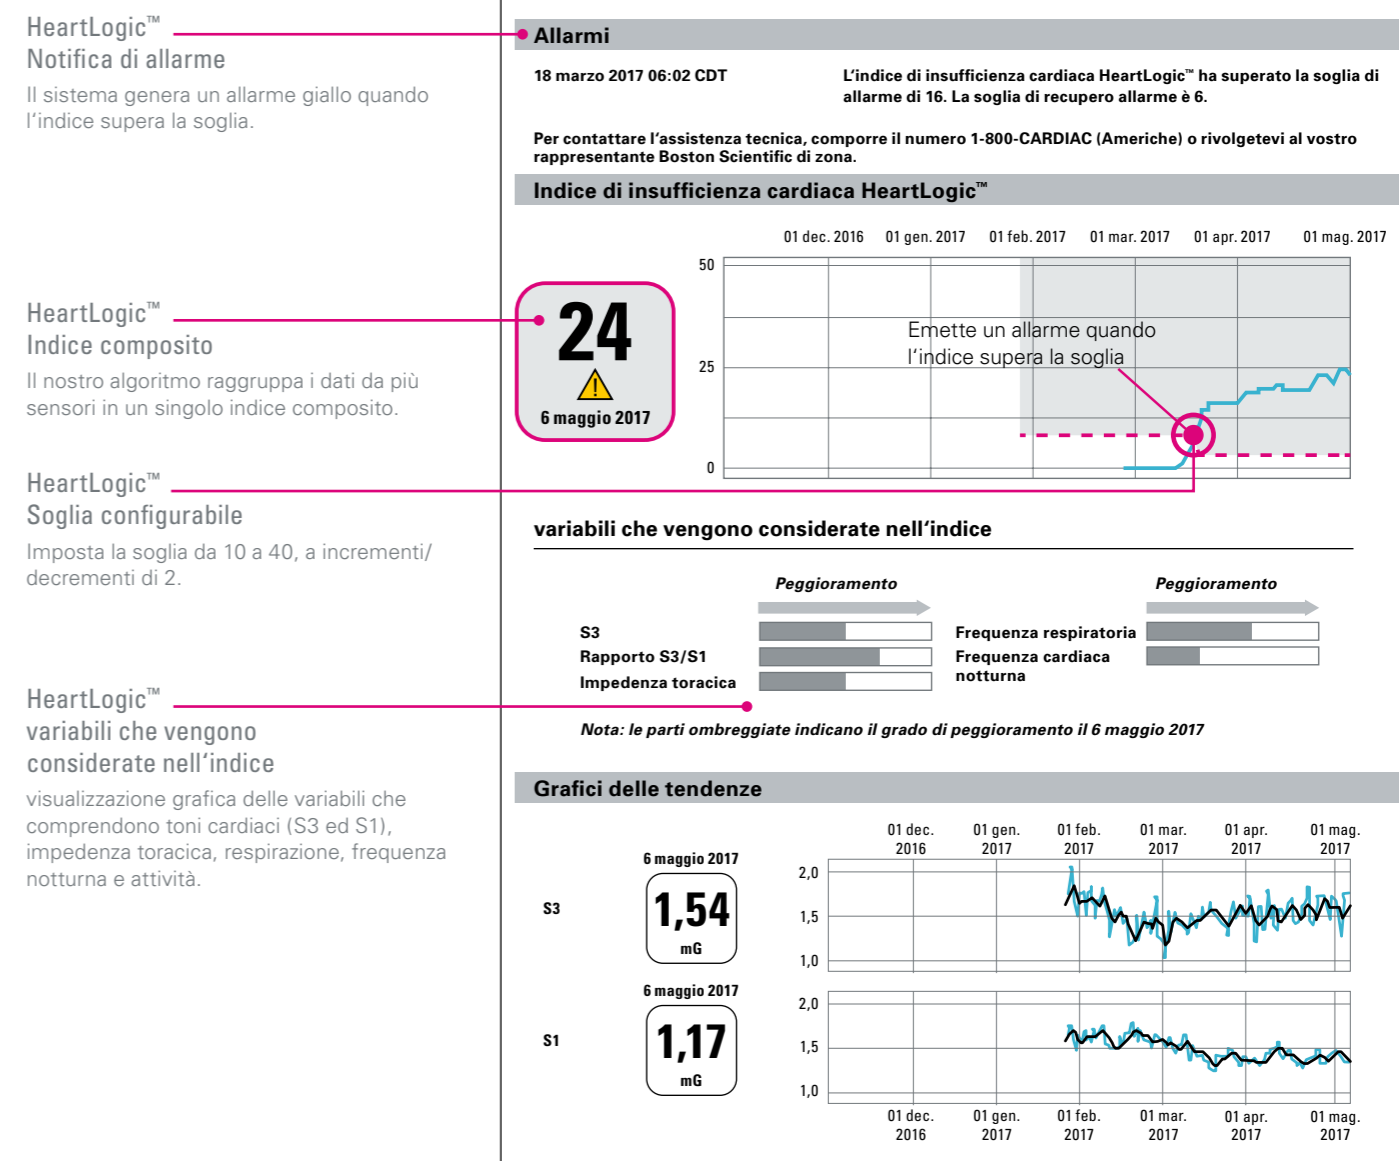 HeartLogic™
Notifica di allarme
Il sistema genera un allarme giallo quando
l'indice supera la soglia.
HeartLogic™
Indice composito
Il nostro algoritmo raggruppa i dati da più
sensori in un singolo indice composito.
HeartLogic™
Soglia configurabile
Imposta la soglia da 10 a 40, a incrementi/
decrementi di 2.
HeartLogic™
variabili che vengono
considerate nell'indice
visualizzazione grafica delle variabili che
comprendono toni cardiaci (S3 ed S1),
impedenza toracica, respirazione, frequenza
notturna e attività.
Allarmi
18 marzo 2017 06:02 CDT
L'indice di insufficienza cardiaca HeartLogic™ ha superato la soglia di
allarme di 16. La soglia di recupero allarme è 6.
Per contattare l'assistenza tecnica, comporre il numero 1-800-CARDIAC (Americhe) o rivolgetevi al vostro
rappresentante Boston Scientific di zona.
Indice di insufficienza cardiaca HeartLogic™
01 dec. 2016 01 gen. 2017 01 feb. 2017 01 mar. 2017 01 apr. 2017 01 mag. 2017
50
25
0
24
6 maggio 2017
Emette un allarme quando
l'indice supera la soglia
variabili che vengono considerate nell'indice
Peggioramento
S3
Rapporto S3/S1
Impedenza toracica
Peggioramento
Frequenza respiratoria
Frequenza cardiaca
notturna
Nota: le parti ombreggiate indicano il grado di peggioramento il 6 maggio 2017
Grafici delle tendenze
01 dec. 01 gen. 01 feb. 01 mar. 01 apr. 01 mag.
2016 2017 2017 2017 2017 2017
S3
6 maggio 2017
1,54
mG
2,0
1,5
1,0
S1
6 maggio 2017
1,17
mG
2,0
1,5
1,0
01 dec. 01 gen. 01 feb. 01 mar. 01 apr. 01 mag.
2016 2017 2017 2017 2017 2017